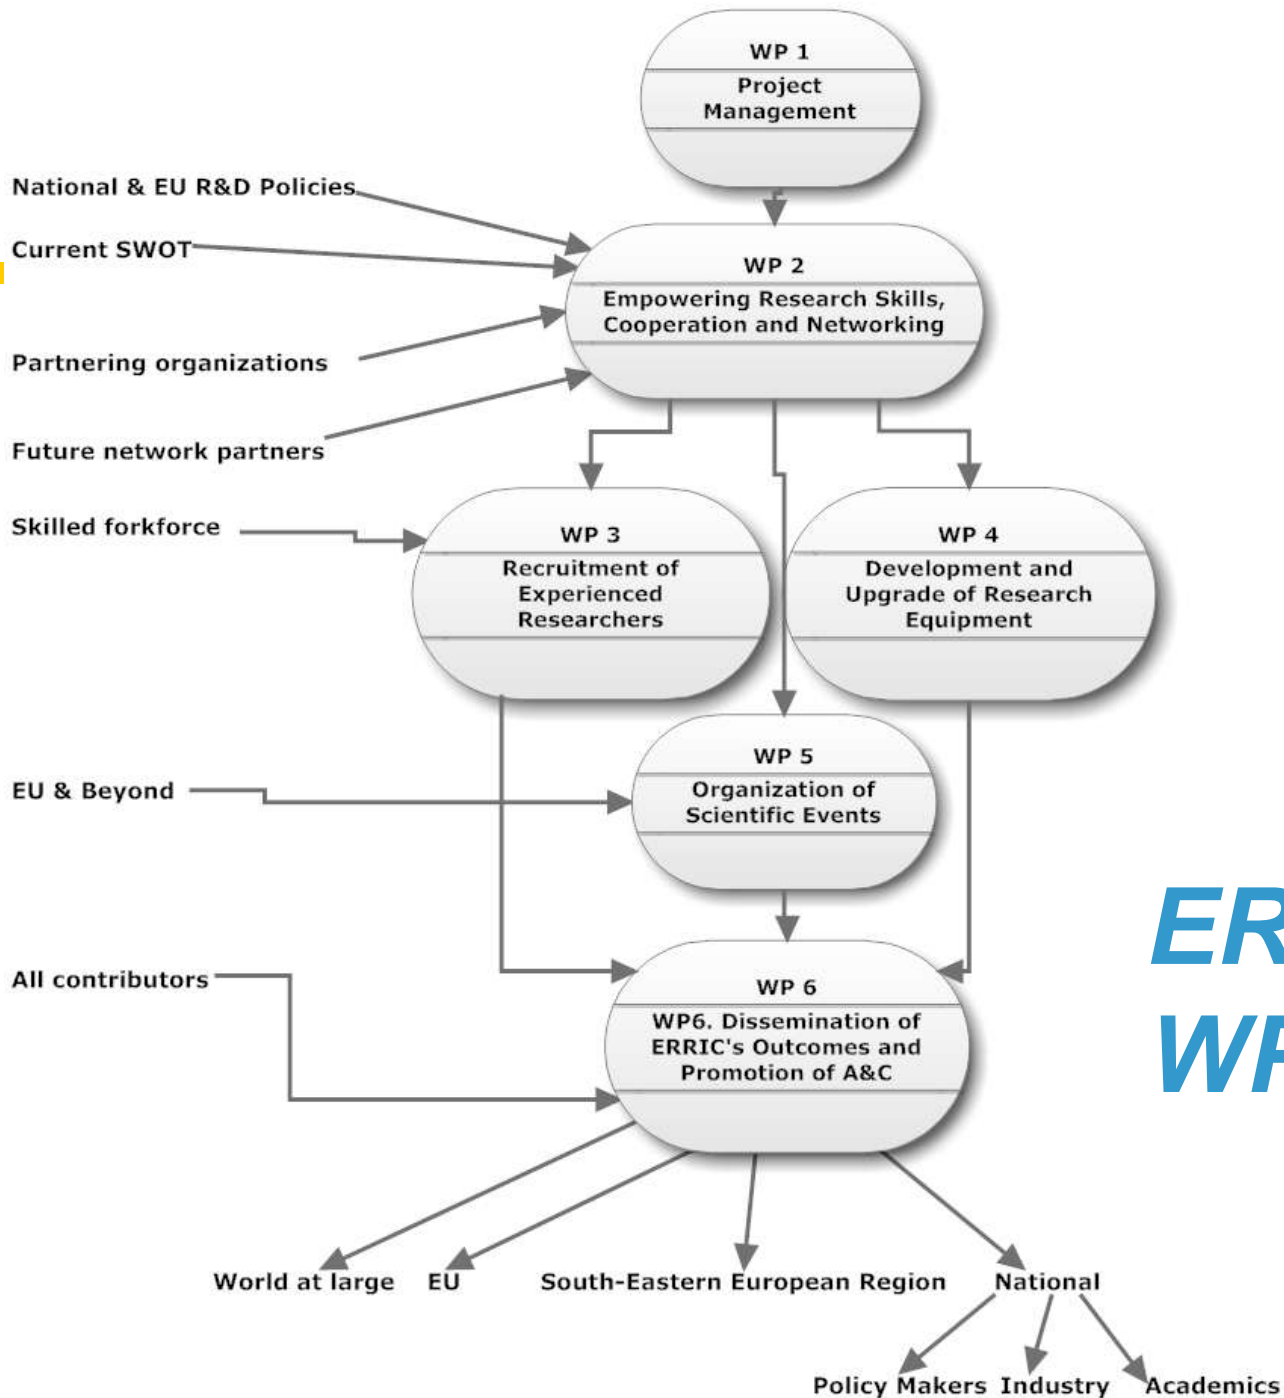 WP 1
Project
Management
National & EU R&D Policies
Current SWOT
WP 2
Empowering Research Skills,
Cooperation and Networking
Partnering organizations
Future network partners
Skilled forkforce
WP 3
Recruitment of
Experienced
Researchers
WP 4
Development and
Upgrade of Research
Equipment
WP 5
Organization of
Scientific Events
EU & Beyond
ER
WP
All contributors
WP 6
WP6. Dissemination of
ERRIC's Outcomes and
Promotion of A&C
World at large
EU
South-Eastern European Region
National
Policy Makers
Industry
Academics